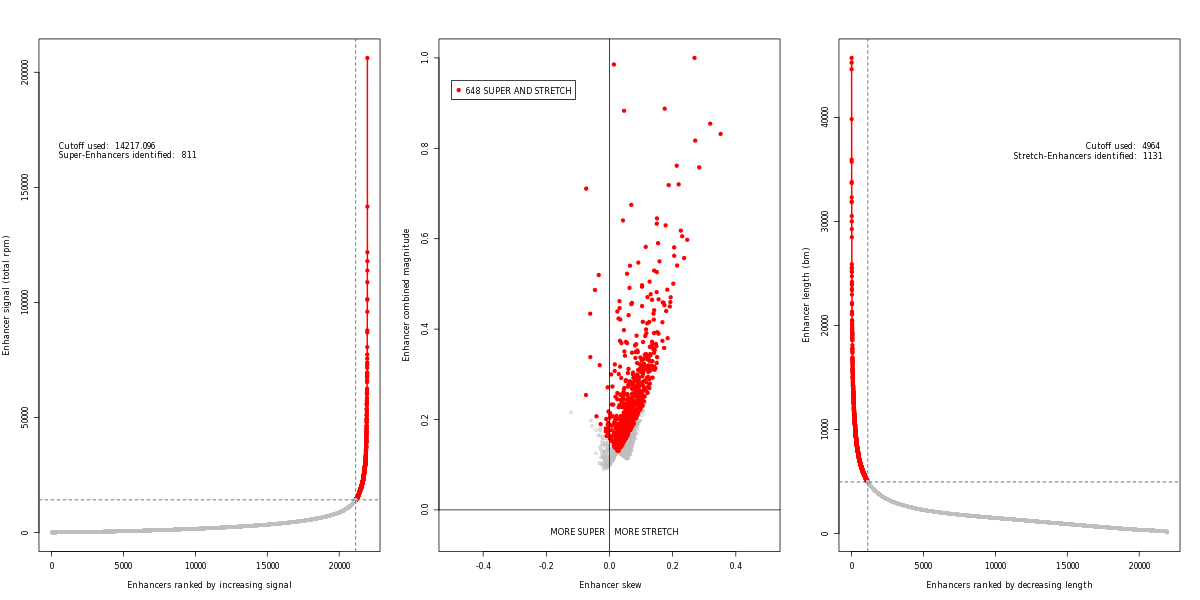 Cutoff used: 14217.096
Super-Enhancers identified: 811
Enhancer signal (total rpm)
0
50000
100000
150000
200000
0
5000
10000
15000
20000
Enhancers ranked by increasing signal
648 SUPER AND STRETCH
Enhancer combined magnitude
0.0
0.2
0.4
0.6
0.8
1.0
MORE SUPER
MORE STRETCH
-0.4
-0.2
0.0
0.2
0.4
Enhancer skew
Cutoff used: 4964
Stretch-Enhancers identified: 1131
Enhancer length (bm)
0
10000
20000
30000
40000
0
5000
10000
15000
20000
Enhancers ranked by decreasing length